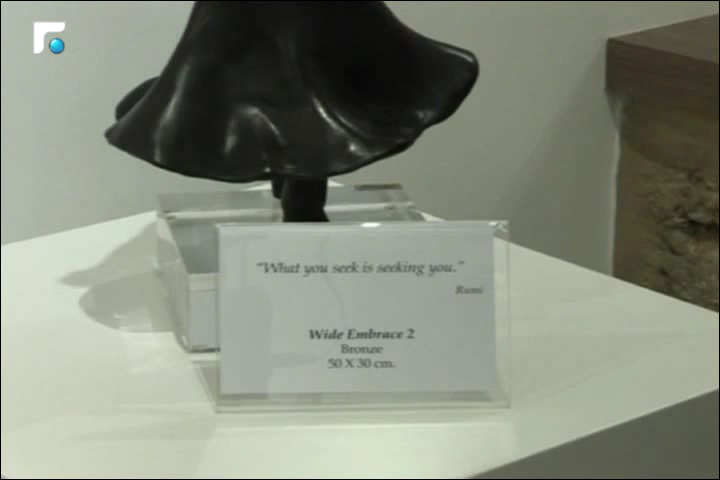 “What you seek is seeking you.”
Rumi
Wide Embrace 2
Bronze
50 X 30 cm.